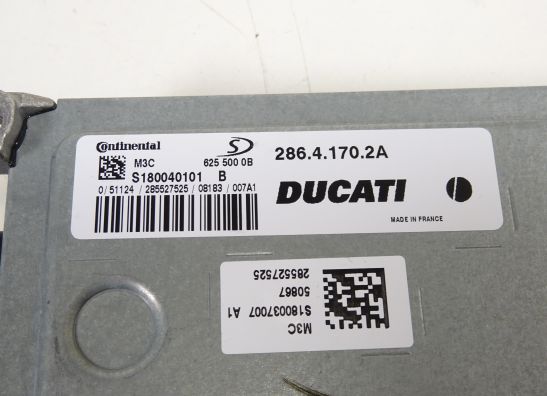 Continental
M3C 625 500 0B
S180040101 B
0/51124 / 285527525 / 08183 / 007A1
286.4.170.2A
DUCATI
MADE IN FRANCE
M3C
S180037007 A1
50867
285527525